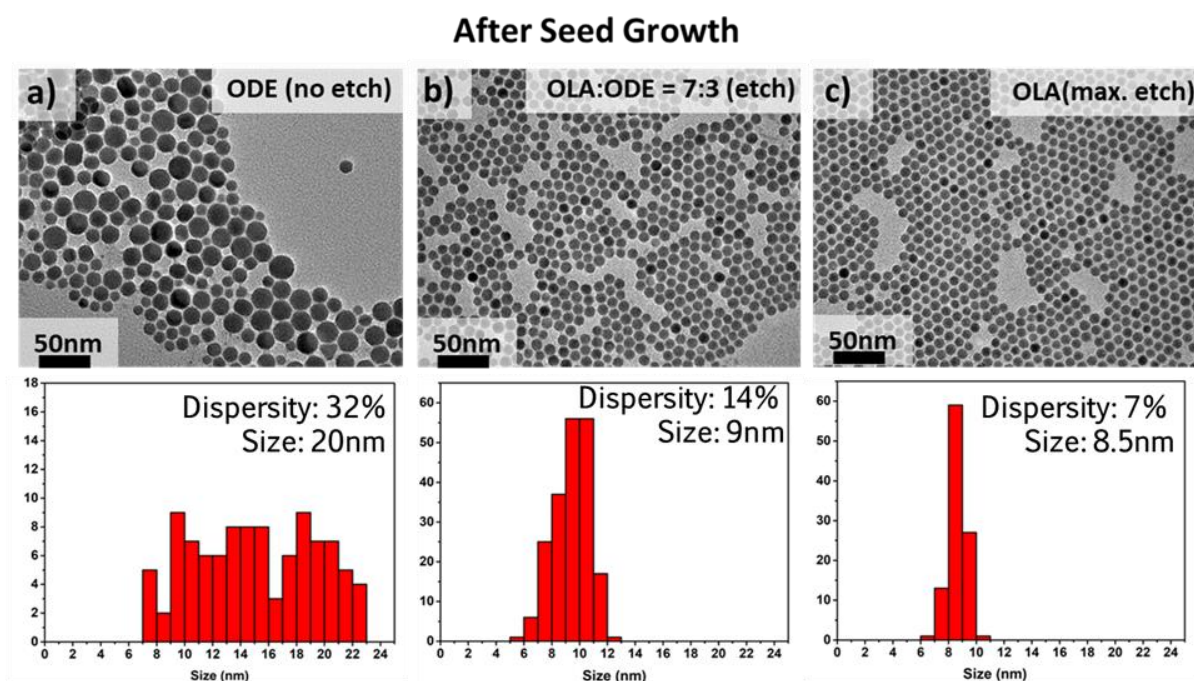 After Seed Growth
a) ODE (no etch)
b) OLA:ODE = 7:3 (etch)
c) OLA(max. etch)
50nm
50nm
50nm
Dispersity: 32%
Size: 20nm
18
16
14
12
10
8
6
4
2
0
0 2 4 6 8 10 12 14 16 18 20 22 24
Size (nm)
Dispersity: 14%
Size: 9nm
60
50
40
30
20
10
0
0 2 4 6 8 10 12 14 16 18 20 22 24
Size (nm)
Dispersity: 7%
Size: 8.5nm
60
50
40
30
20
10
0
0 2 4 6 8 10 12 14 16 18 20 22 24
Size (nm)